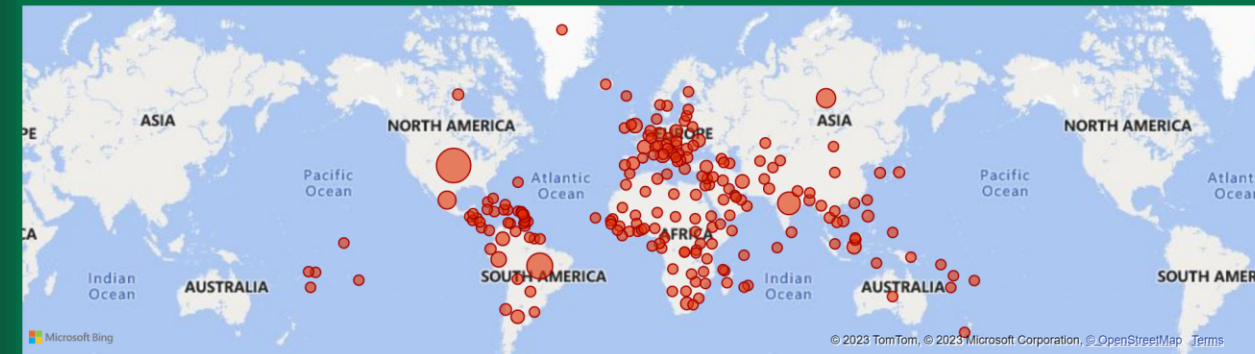 PE
ASIA
NORTH AMERICA
EUROPE
ASIA
NORTH AMERICA
Pacific
Ocean
Atlantic
Ocean
Pacific
Ocean
Atlant
Ocean
CA
AFRICA
Indian
Ocean
AUSTRALIA
SOUTH AMERICA
Indian
Ocean
AUSTRALIA
SOUTH AMER
Microsoft Bing
© 2023 TomTom, © 2023 Microsoft Corporation, © OpenStreetMap Terms